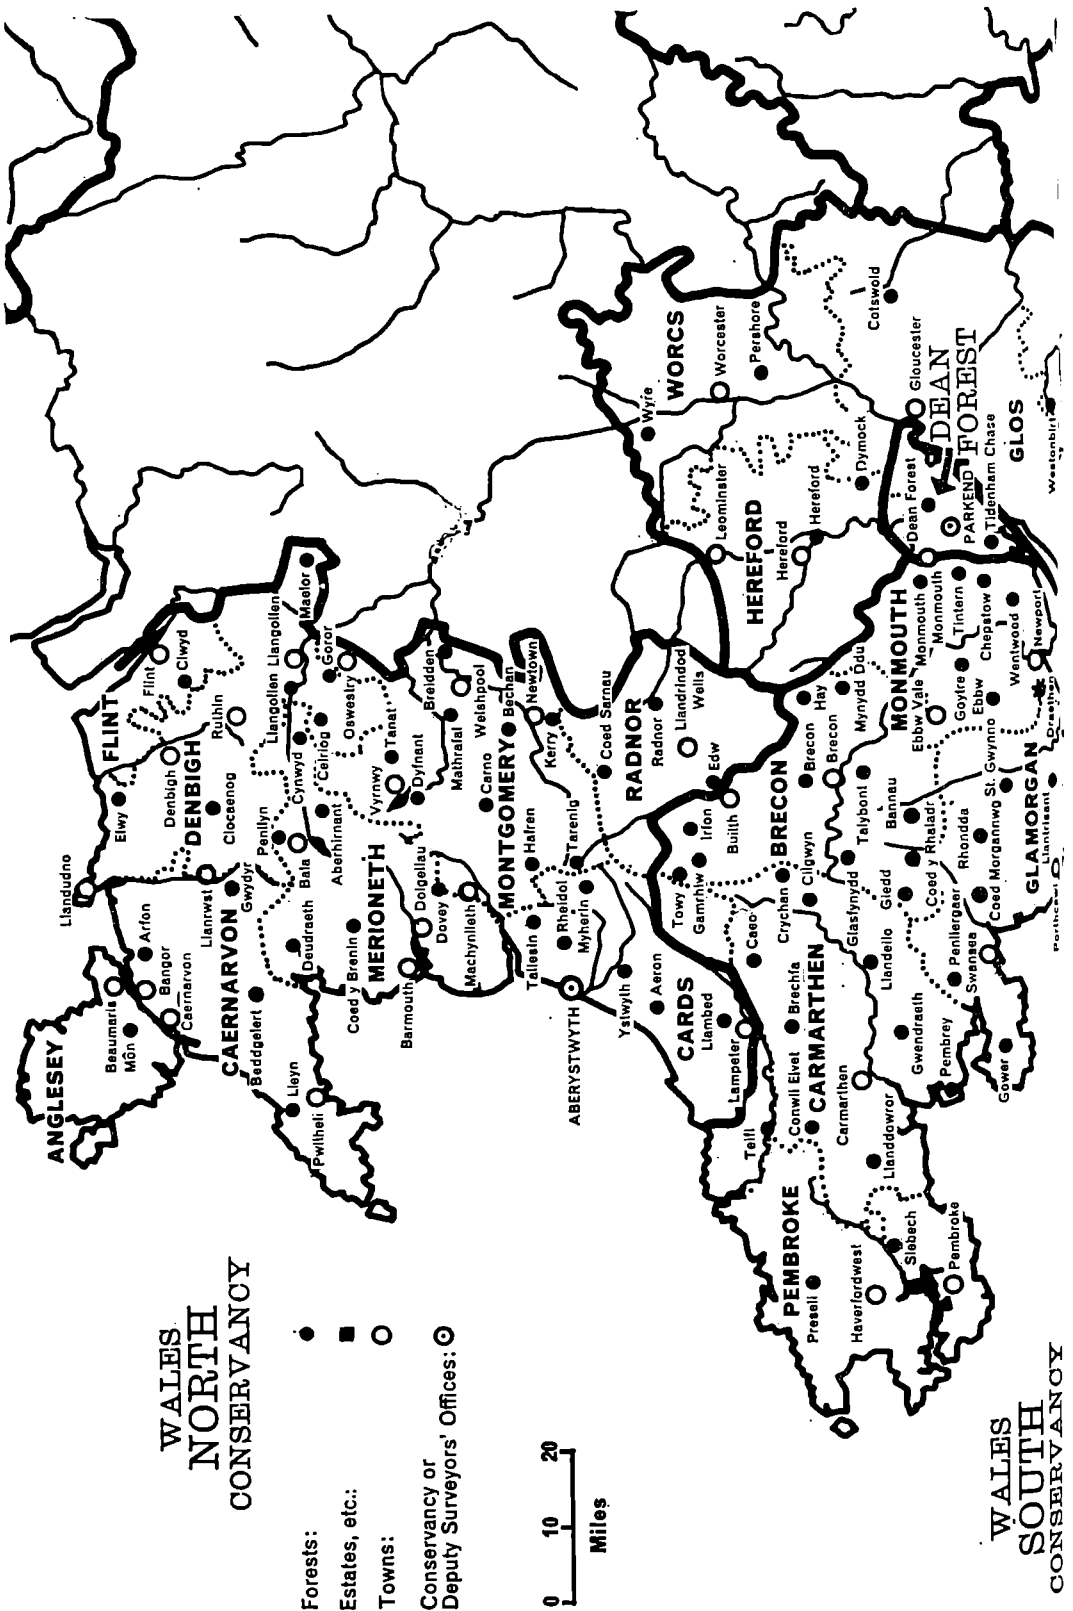 WALES
NORTH
CONSERVANCY
Forests:
Estates, etc.:
Towns:
Conservancy or
Deputy Surveyors' Offices:
0 10 20
Miles
WALES
SOUTH
CONSERVANCY
ANGLESEY
Beaumaris
Môn
Llandudno
Arfon
Bangor
Caernarvon
CAERNARVON
Beddgelert
Lleyn
Pwllheli
Llanrwst
Gwydyr
Deudraeth
Coed y Brenin
MERIONETH
Barmouth
Dolgellau
Dovey
Machynlleth
FLINT
Flint
Clwyd
Elwy
Denbigh
DENBIGH
Ruthin
Clocaenog
Penllyn
Bala
Aberhirnant
Cynwyd
Ceiriog
Llangollen
Llangollen
Maelor
Goror
Oswestry
Tanat
Vyrnwy
Dyfnant
Mathrafal
Breidden
Welshpool
Carno
Bechan
Newtown
MONTGOMERY
Kerry
Hafren
Tarenig
Taliesin
Rheidol
Myherin
ABERYSTWYTH
Ystwyth
Aeron
CARDS
Llanbed
Lampeter
Teifi
Coed Sarnau
RADNOR
Radnor
Llandrindod
Wells
Edw
Builth
Irfon
Towy
Gamrhiw
BRECON
Caeo
Crychan
Cilgwyn
Brecon
Brecon
Hay
Mynydd Ddu
Talybont
Glasfynydd
Bannau
Giedd
Coed y Rhaiadr
Brechfa
CARMARTHEN
Conwil Elvet
Carmarthen
Llandeilo
Gwendraeth
Pembrey
Llanddowror
PEMBROKE
Preseli
Haverfordwest
Slebech
Pembroke
Gower
Swansea
Penllergaer
Coed Morgannwg
Rhondda
St. Gwynno
GLAMORGAN
Llantrisant
MONMOUTH
Ebbw Vale
Goytre
Ebbw
Monmouth
Monmouth
Tintern
Chepstow
Wentwood
Newport
WORCS
Wyre
Worcester
Pershore
HEREFORD
Leominster
Hereford
Hereford
Dymock
Cotswold
Gloucester
DEAN
FOREST
Dean Forest
PARKEND
Tidenham Chase
GLOS